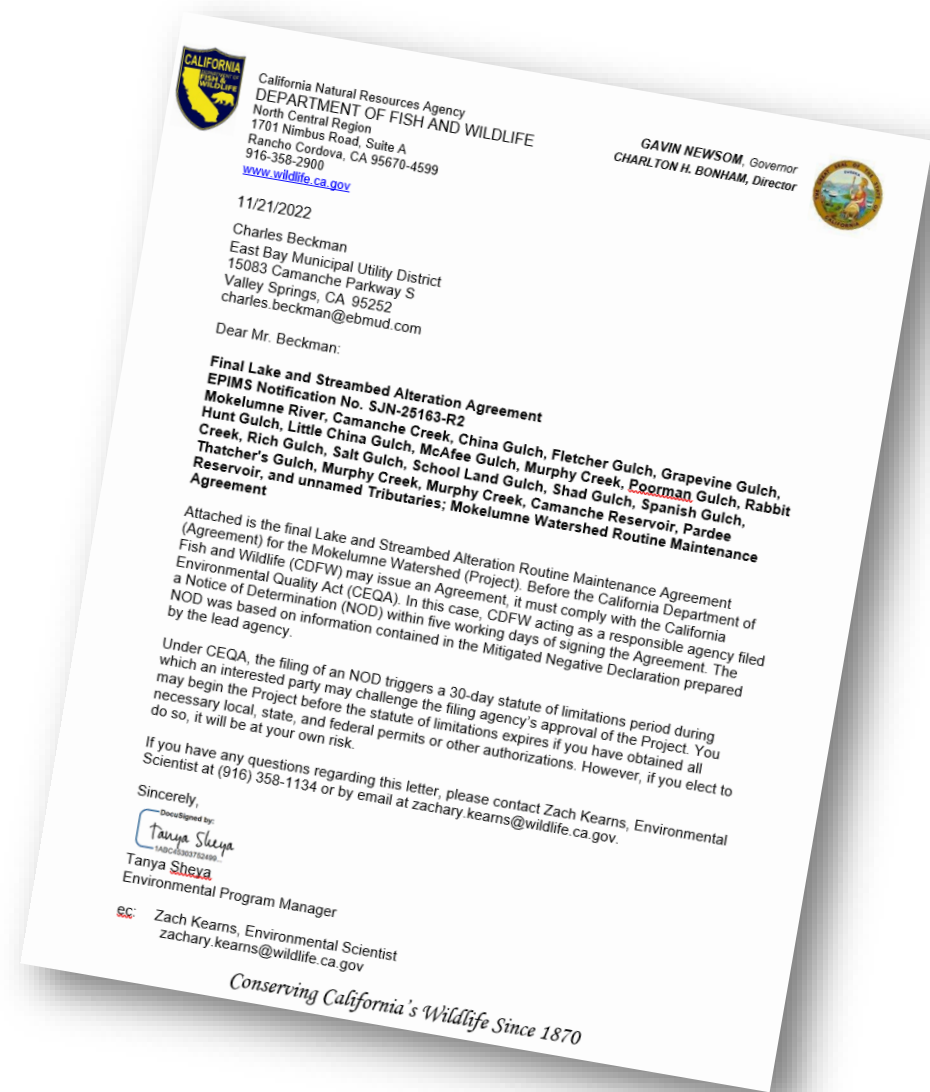 CALIFORNIA
DEPARTMENT OF
FISH &
WILDLIFE
California Natural Resources Agency
DEPARTMENT OF FISH AND WILDLIFE
North Central Region
1701 Nimbus Road, Suite A
Rancho Cordova, CA 95670-4599
916-358-2900
www.wildlife.ca.gov
GAVIN NEWSOM, Governor
CHARLTON H. BONHAM, Director
11/21/2022
Charles Beckman
East Bay Municipal Utility District
15083 Camanche Parkway S
Valley Springs, CA 95252
charles.beckman@ebmud.com
Dear Mr. Beckman:
Final Lake and Streambed Alteration Agreement
EPIMS Notification No. SJN-25163-R2
Mokelumne River, Camanche Creek, China Gulch, Fletcher Gulch, Grapevine Gulch,
Hunt Gulch, Little China Gulch, McAfee Gulch, Murphy Creek, Poorman Gulch, Rabbit
Creek, Rich Gulch, Salt Gulch, School Land Gulch, Shad Gulch, Spanish Gulch,
Thatcher's Gulch, Murphy Creek, Murphy Creek, Camanche Reservoir, Pardee
Reservoir, and unnamed Tributaries; Mokelumne Watershed Routine Maintenance
Agreement
Attached is the final Lake and Streambed Alteration Routine Maintenance Agreement
(Agreement) for the Mokelumne Watershed (Project). Before the California Department of
Fish and Wildlife (CDFW) may issue an Agreement, it must comply with the California
Environmental Quality Act (CEQA). In this case, CDFW acting as a responsible agency filed
a Notice of Determination (NOD) within five working days of signing the Agreement. The
NOD was based on information contained in the Mitigated Negative Declaration prepared
by the lead agency.
Under CEQA, the filing of an NOD triggers a 30-day statute of limitations period during
which an interested party may challenge the filing agency's approval of the Project. You
may begin the Project before the statute of limitations expires if you have obtained all
necessary local, state, and federal permits or other authorizations. However, if you elect to
do so, it will be at your own risk.
If you have any questions regarding this letter, please contact Zach Kearns, Environmental
Scientist at (916) 358-1134 or by email at zachary.kearns@wildlife.ca.gov.
Sincerely,
DocuSigned by:
Tanya Sheya
1ABC45303752499...
Tanya Sheya
Environmental Program Manager
ec: Zach Kearns, Environmental Scientist
zachary.kearns@wildlife.ca.gov
Conserving California's Wildlife Since 1870